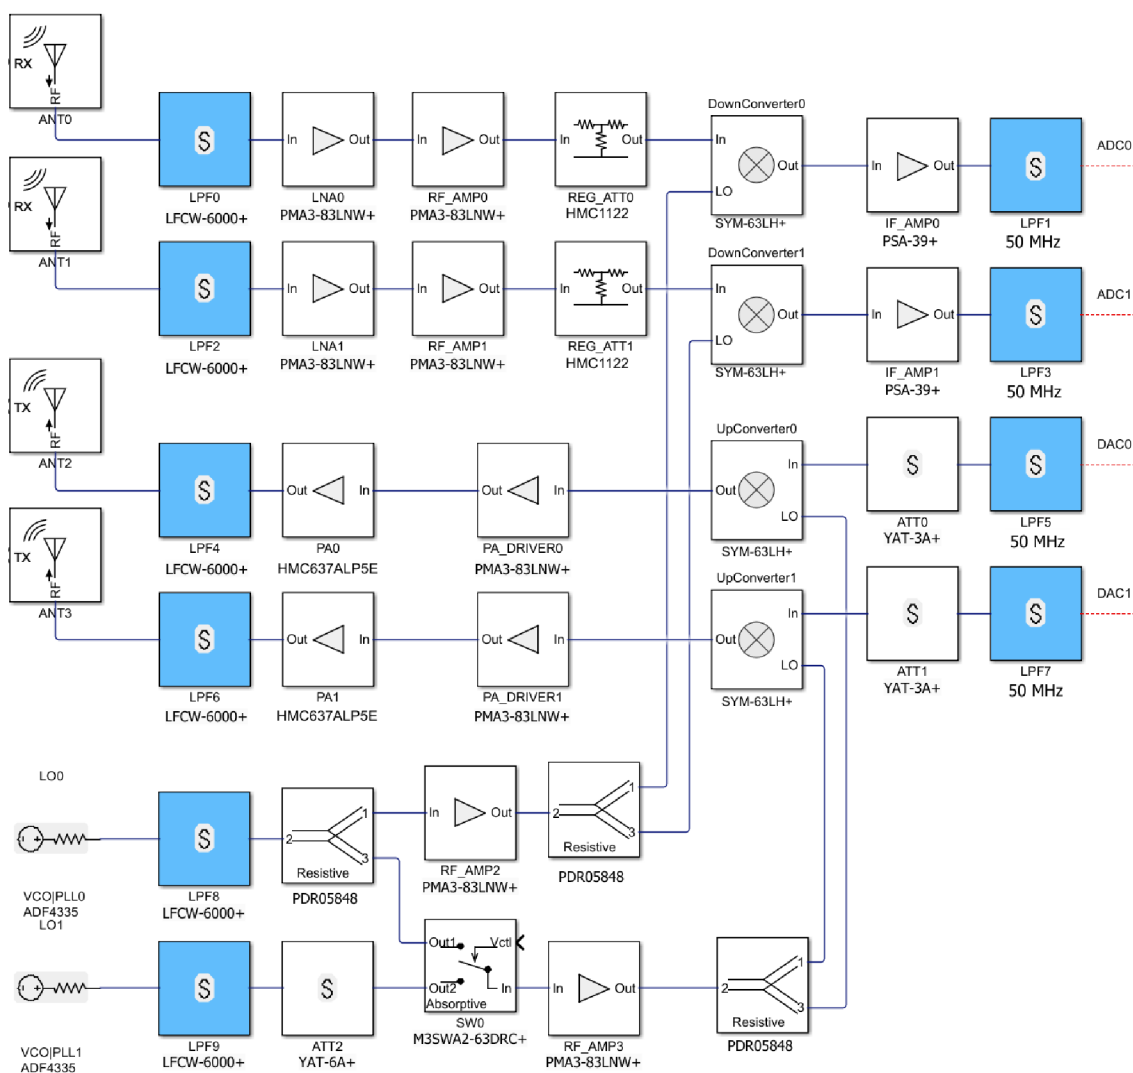 RX
RF
ANT0
LPF0
LFCW-6000+
In Out
LNA0
PMA3-83LNW+
In Out
RF_AMP0
PMA3-83LNW+
In Out
REG_ATT0
HMC1122
DownConverter0
In
Out
LO
SYM-63LH+
In Out
IF_AMP0
PSA-39+
LPF1
50 MHz
ADC0
RX
RF
ANT1
LPF2
LFCW-6000+
In Out
LNA1
PMA3-83LNW+
In Out
RF_AMP1
PMA3-83LNW+
In Out
REG_ATT1
HMC1122
DownConverter1
In
Out
LO
SYM-63LH+
In Out
IF_AMP1
PSA-39+
LPF3
50 MHz
ADC1
TX
RF
ANT2
LPF4
LFCW-6000+
Out In
PA0
HMC637ALP5E
Out In
PA_DRIVER0
PMA3-83LNW+
UpConverter0
In
Out
LO
SYM-63LH+
S
ATT0
YAT-3A+
LPF5
50 MHz
DAC0
TX
RF
ANT3
LPF6
LFCW-6000+
Out In
PA1
HMC637ALP5E
Out In
PA_DRIVER1
PMA3-83LNW+
UpConverter1
In
Out
LO
SYM-63LH+
S
ATT1
YAT-3A+
LPF7
50 MHz
DAC1
LO0
VCO|PLL0
ADF4335
S
LPF8
LFCW-6000+
1
2
3
Resistive
PDR05848
In Out
RF_AMP2
PMA3-83LNW+
1
2
3
Resistive
PDR05848
LO1
VCO|PLL1
ADF4335
S
LPF9
LFCW-6000+
S
ATT2
YAT-6A+
Out1 Vctl
Out2 In
Absorptive
SW0
M3SWA2-63DRC+
In Out
RF_AMP3
PMA3-83LNW+
1
2
3
Resistive
PDR05848